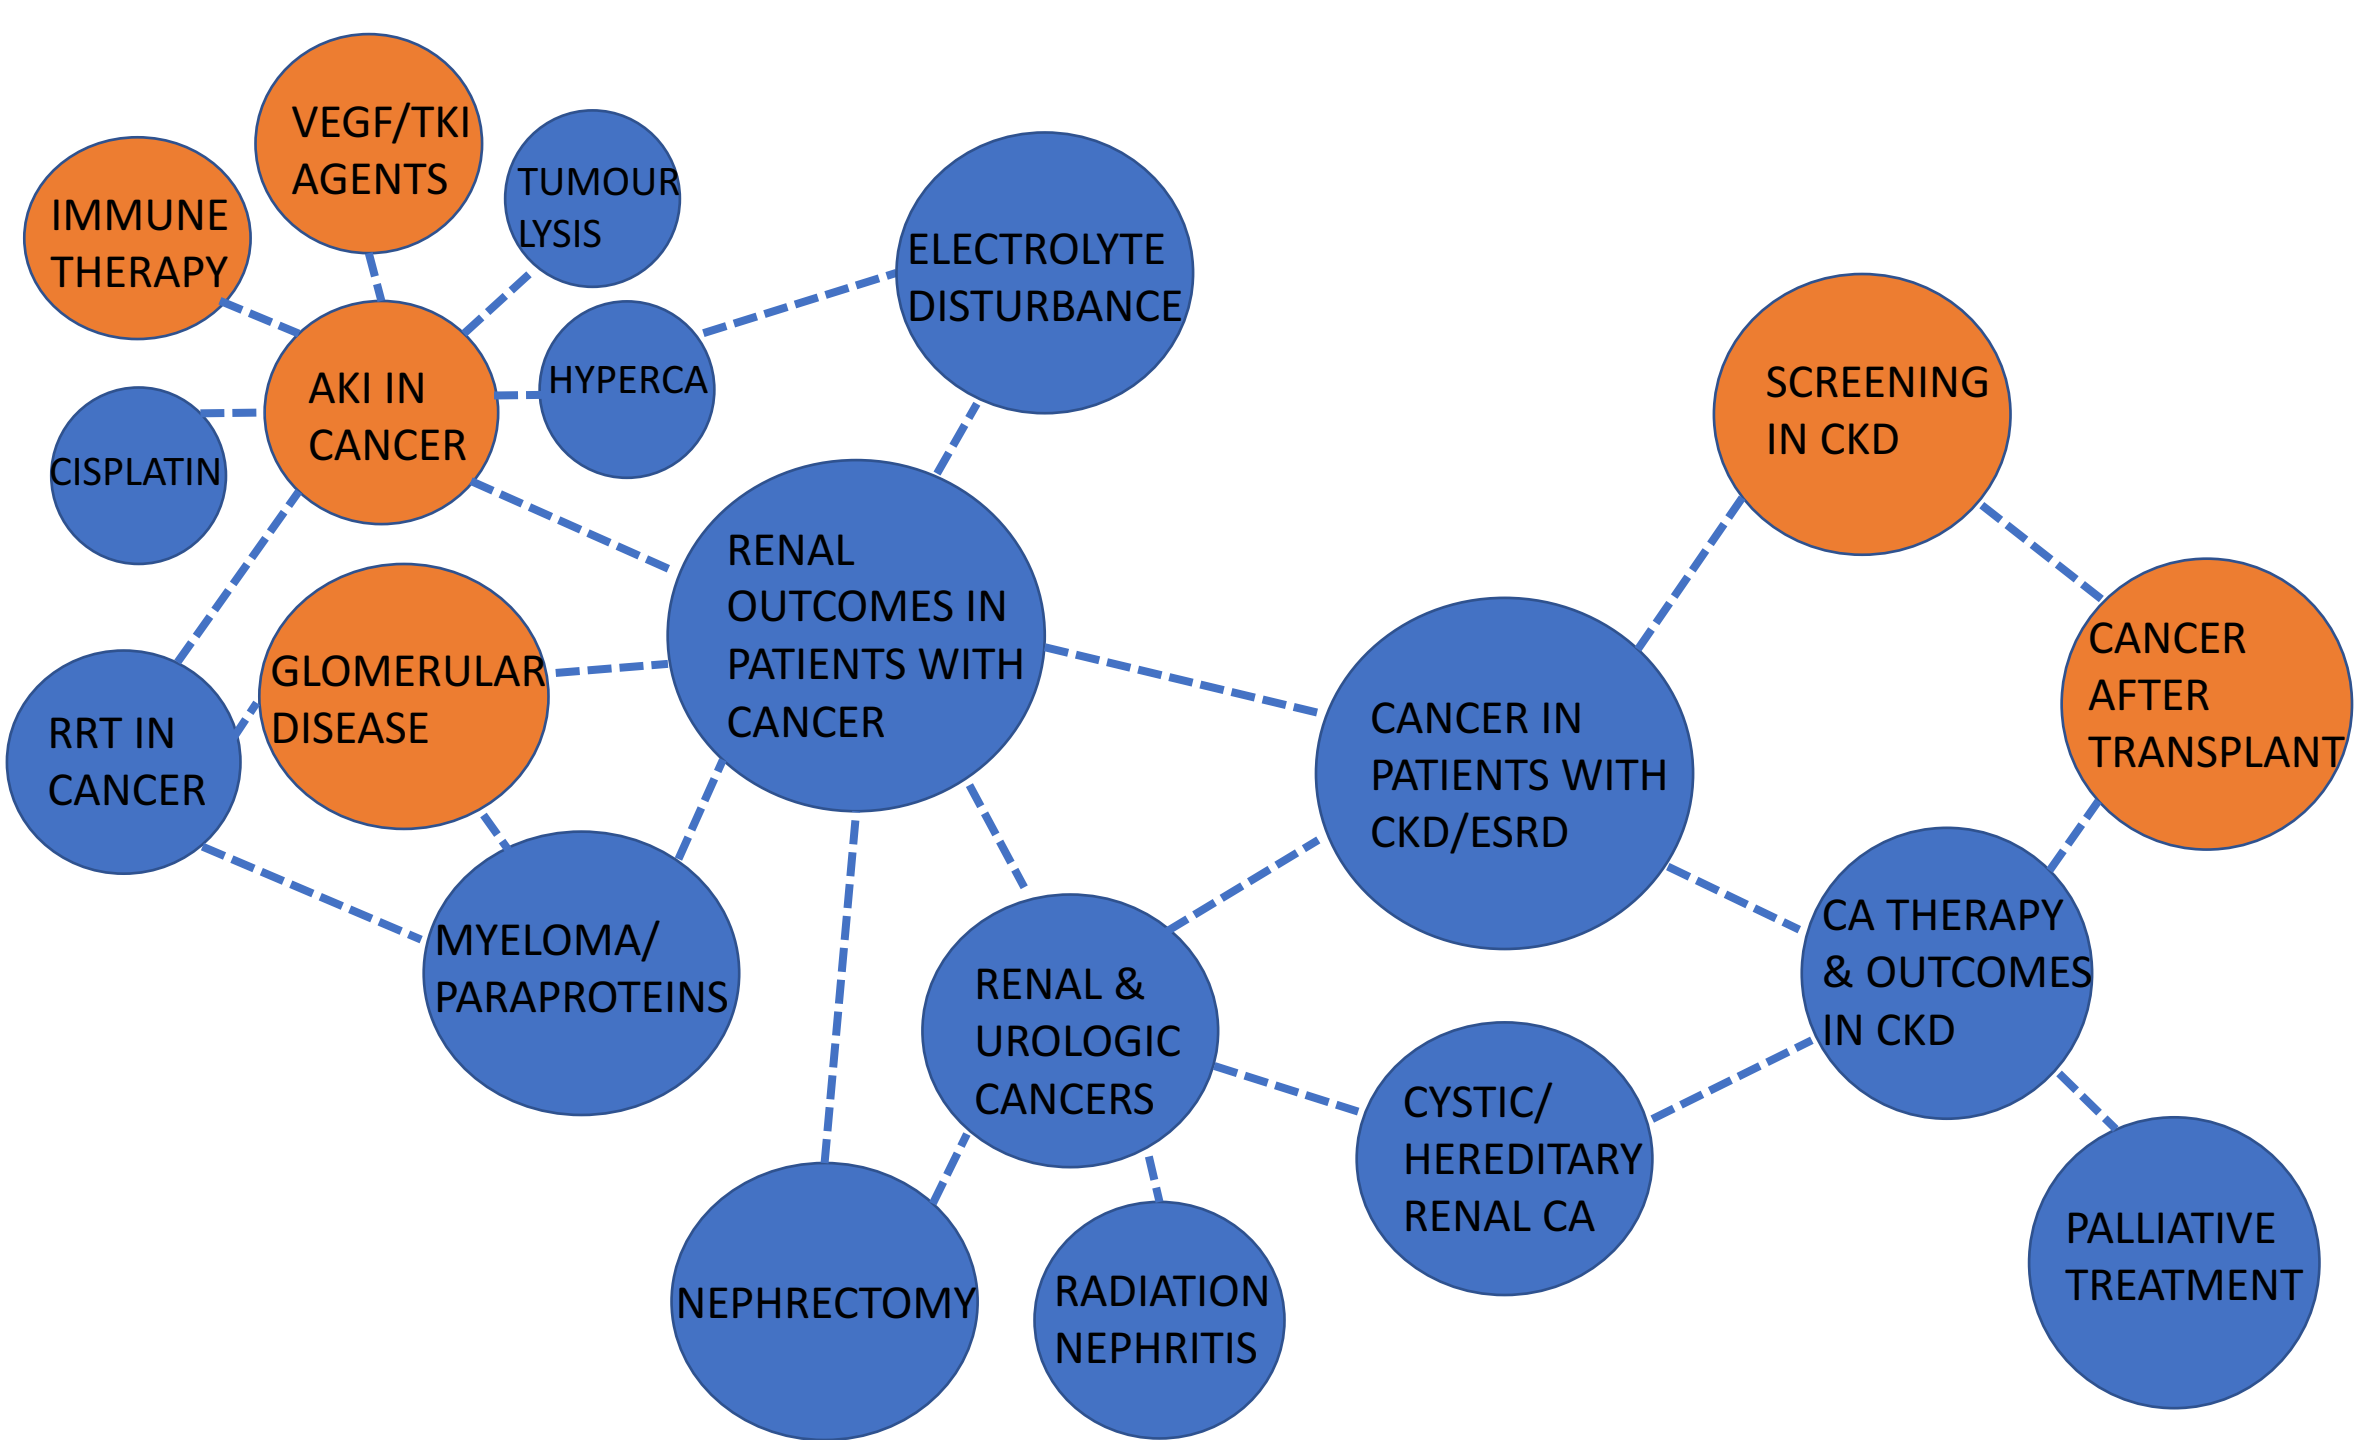 VEGF/TKI
AGENTS
IMMUNE
THERAPY
TUMOUR
LYSIS
ELECTROLYTE
DISTURBANCE
AKI IN
CANCER
HYPERCA
CISPLATIN
SCREENING
IN CKD
RENAL
OUTCOMES IN
PATIENTS WITH
CANCER
GLOMERULAR
DISEASE
RRT IN
CANCER
CANCER IN
PATIENTS WITH
CKD/ESRD
CANCER
AFTER
TRANSPLANT
MYELOMA/
PARAPROTEINS
RENAL &
UROLOGIC
CANCERS
CA THERAPY
& OUTCOMES
IN CKD
CYSTIC/
HEREDITARY
RENAL CA
NEPHRECTOMY
RADIATION
NEPHRITIS
PALLIATIVE
TREATMENT